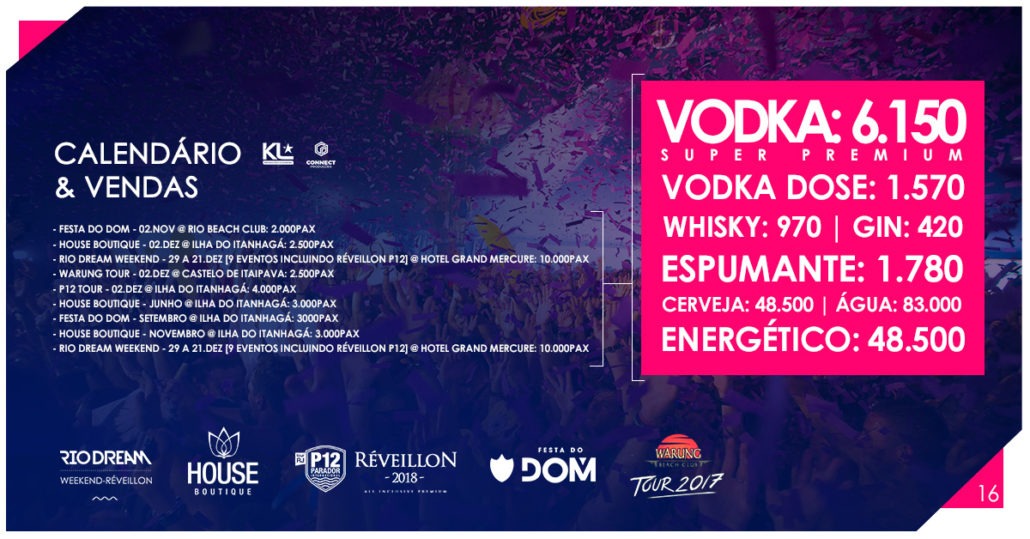 CALENDÁRIO
& VENDAS
KL
CONNECT
- FESTA DO DOM - 02.NOV @ RIO BEACH CLUB: 2.000PAX
- HOUSE BOUTIQUE - 02.DEZ @ ILHA DO ITANHAGÁ: 2.500PAX
- RIO DREAM WEEKEND - 29 A 21.DEZ [9 EVENTOS INCLUINDO RÉVEILLON P12] @ HOTEL GRAND MERCURE: 10.000PAX
- WARUNG TOUR - 02.DEZ @ CASTELO DE ITAIPAVA: 2.500PAX
- P12 TOUR - 02.DEZ @ ILHA DO ITANHAGÁ: 4.000PAX
- HOUSE BOUTIQUE - JUNHO @ ILHA DO ITANHAGÁ: 3.000PAX
- FESTA DO DOM - SETEMBRO @ ILHA DO ITANHAGÁ: 3000PAX
- HOUSE BOUTIQUE - NOVEMBRO @ ILHA DO ITANHAGÁ: 3.000PAX
- RIO DREAM WEEKEND - 29 A 21.DEZ [9 EVENTOS INCLUINDO RÉVEILLON P12] @ HOTEL GRAND MERCURE: 10.000PAX
VODKA: 6.150
SUPER PREMIUM
VODKA DOSE: 1.570
WHISKY: 970 | GIN: 420
ESPUMANTE: 1.780
CERVEJA: 48.500 | ÁGUA: 83.000
ENERGÉTICO: 48.500
RIO DREAM
WEEKEND-RÉVEILLON
HOUSE
BOUTIQUE
P12
PARADOR
INTERNACIONAL
RÉVEILLON
- 2018 -
ALL INCLUSIVE PREMIUM
FESTA DO
DOM
WARUNG
BEACH CLUB
TOUR 2017
16